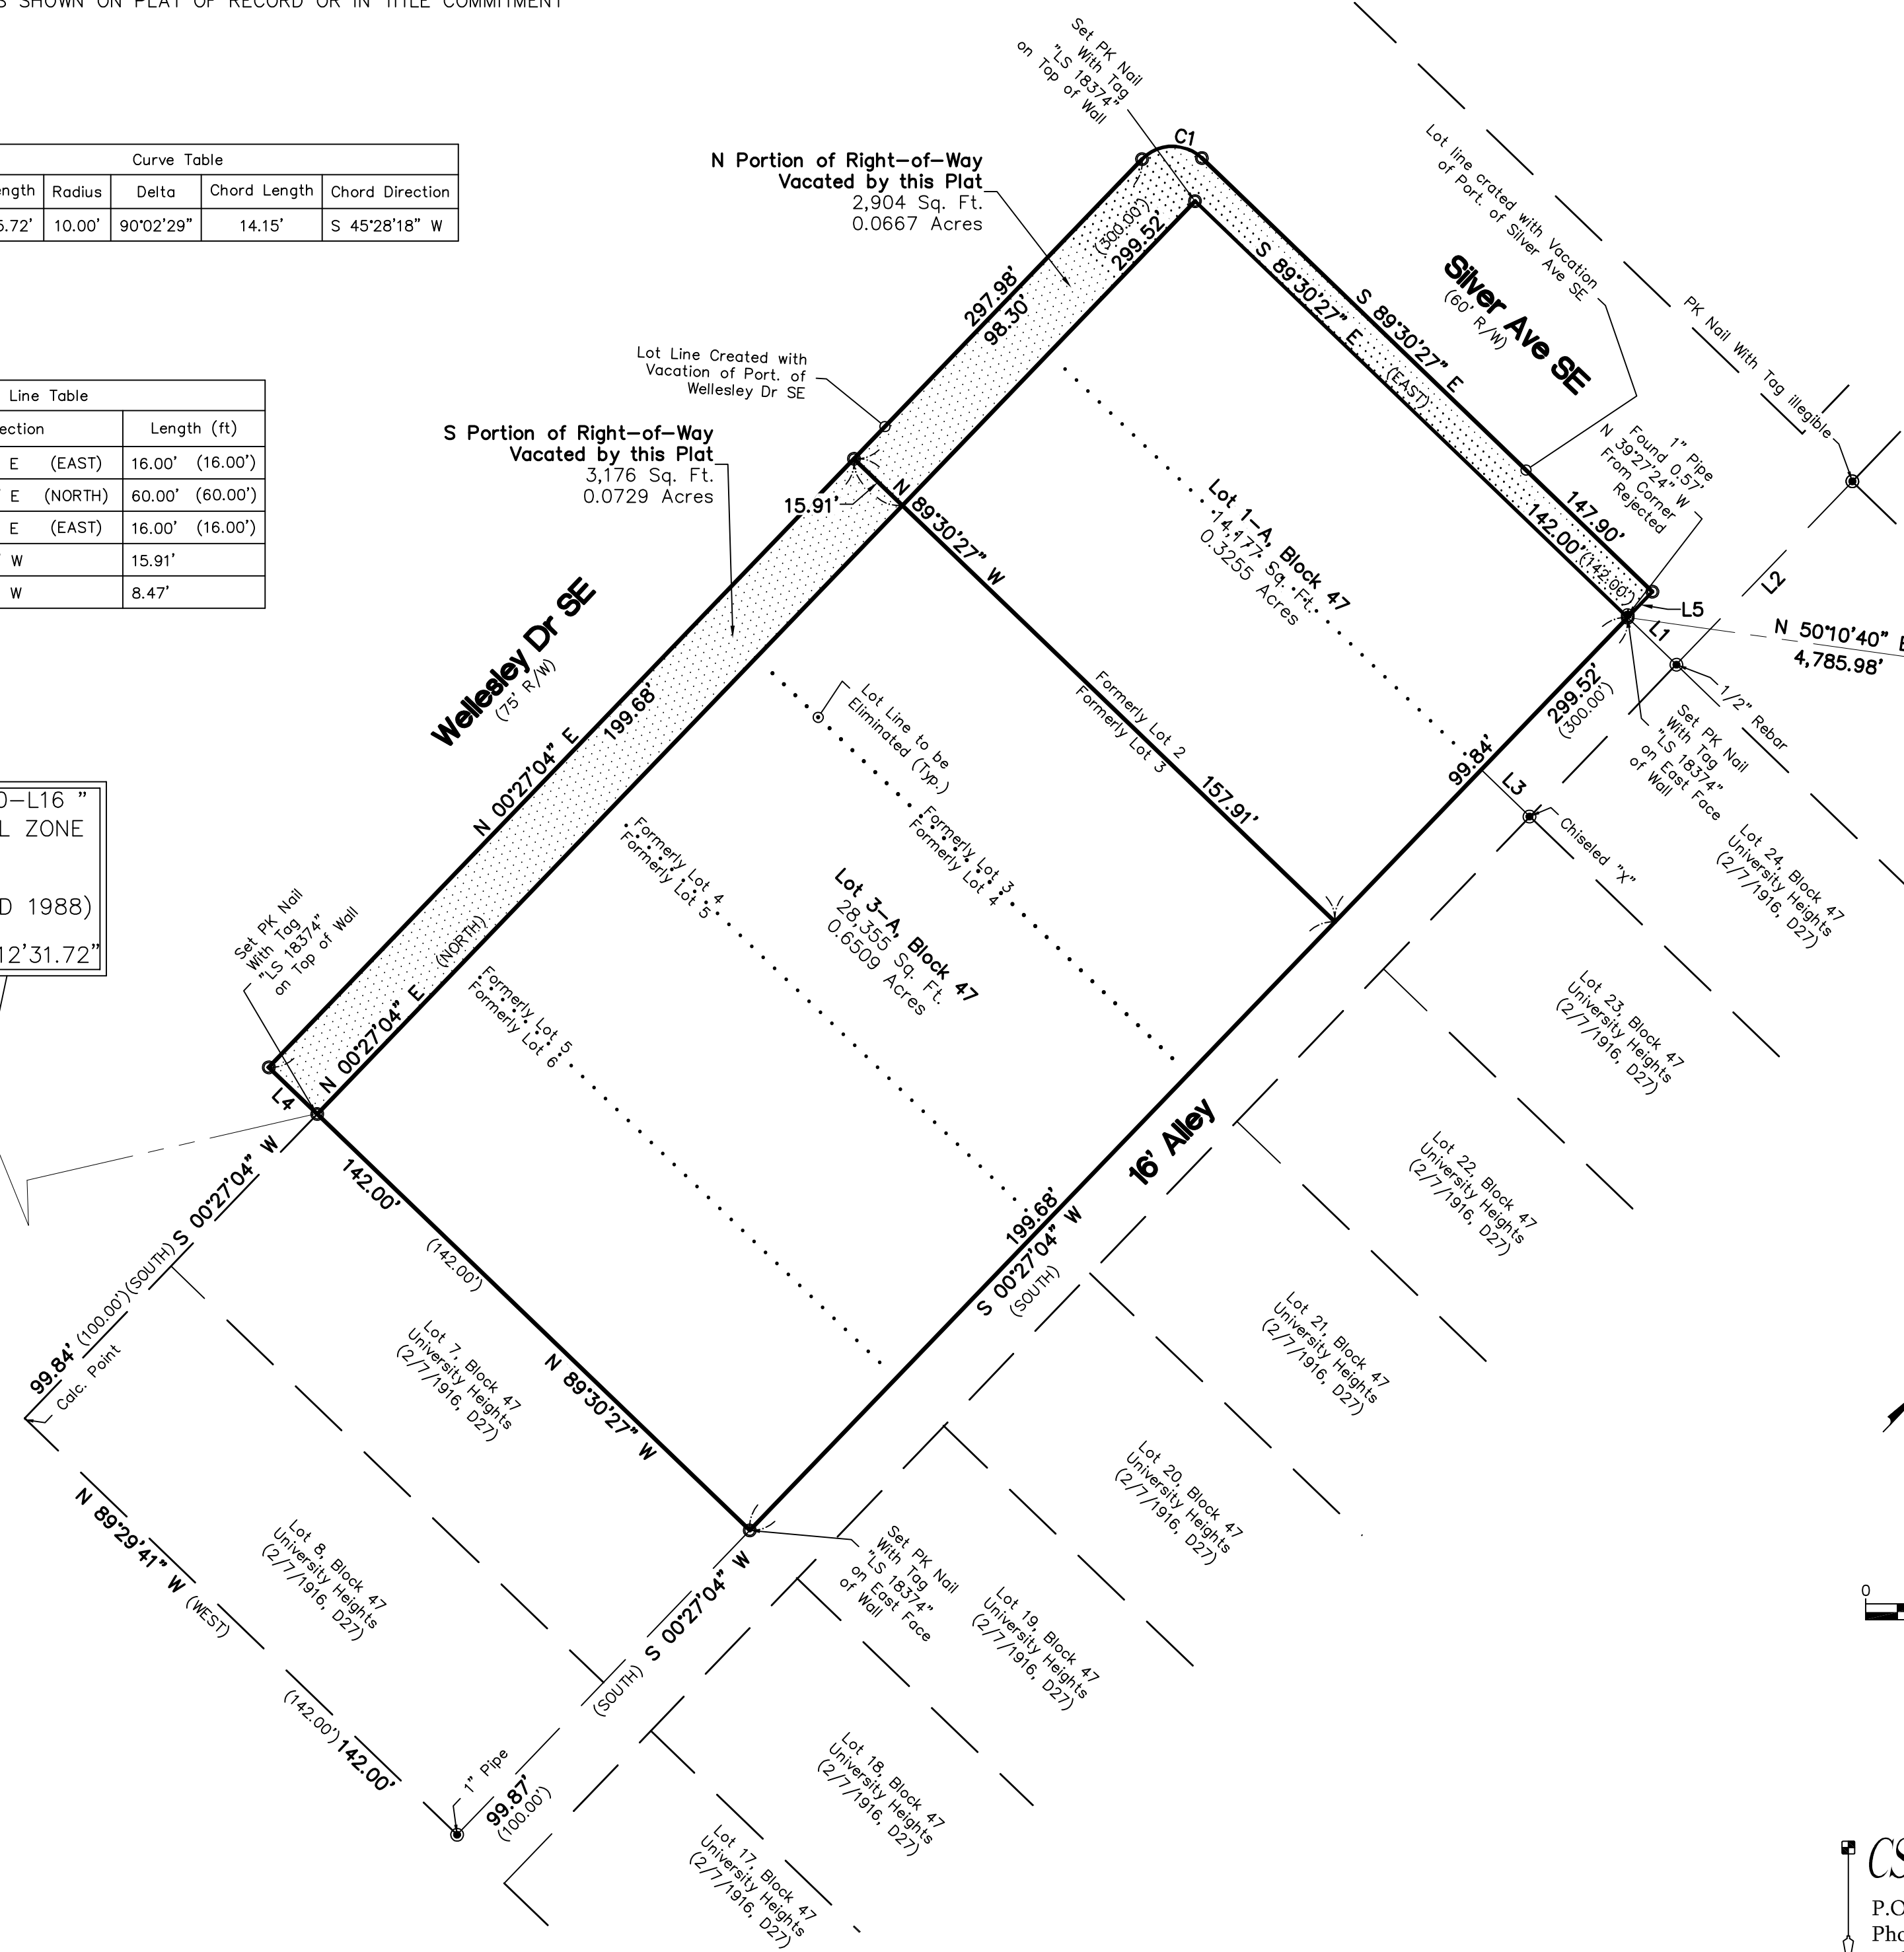 SHOWN ON PLAT OF RECORD OR IN TITLE COMMITMENT
Curve Table
Radius Delta Chord Length Chord Direction
10.00' 90°02'29" 14.15' S 45°28'18" W
Line Table
Length (ft)
E (EAST) 16.00' (16.00')
E (NORTH) 60.00' (60.00')
E (EAST) 16.00' (16.00')
W 15.91'
W 8.47'
ZONE
1988)
12'31.72"
Set PK Nail
With Tag
"LS 18374"
on Top of Wall
C1
N Portion of Right-of-Way
Vacated by this Plat
2,904 Sq. Ft.
0.0667 Acres
(300.00')
299.52'
297.98'
98.30'
Lot Line Created with
Vacation of Port. of
Wellesley Dr SE
S Portion of Right-of-Way
Vacated by this Plat
3,176 Sq. Ft.
0.0729 Acres
15.91'
Lot line crated with Vacation
of Port. of Silver Ave SE
Silver Ave SE
(60' R/W)
S 89°30'27" E
S 89°30'27" E
(EAST)
PK Nail With Tag illegible
1" Pipe
Found 0.57'
N 39°27'24" W
From Corner
Rejected
147.90'
142.00'
(142.00')
L2
L5
L1
N 50°10'40" E
4,785.98'
1/2" Rebar
299.52'
(300.00')
Set PK Nail
With Tag
"LS 18374"
on East Face
of Wall
99.84'
L3
Chiseled "X"
Lot 1-A, Block 47
14,177 Sq. Ft.
0.3255 Acres
N 89°30'27" W
Formerly Lot 2
Formerly Lot 3
157.91'
Wellesley Dr SE
(75' R/W)
199.68'
N 00°27'04" E
Lot Line to be
Eliminated (Typ.)
Formerly Lot 3
Formerly Lot 4
Formerly Lot 4
Formerly Lot 5
Lot 3-A, Block 47
28,355 Sq. Ft.
0.6509 Acres
Formerly Lot 5
Formerly Lot 6
(NORTH)
N 00°27'04" E
Set PK Nail
With Tag
"LS 18374"
on Top of Wall
L4
142.00'
(142.00')
N 89°30'27" W
16' Alley
199.68'
S 00°27'04" W
(SOUTH)
S 00°27'04" W
(SOUTH)
(100.00')
99.84'
Calc. Point
N 89°29'41" W (WEST)
(142.00')
142.00'
1" Pipe
99.87'
(100.00')
(SOUTH)
S 00°27'04" W
Set PK Nail
With Tag
"LS 18374"
on East Face
of Wall
Lot 7, Block 47
University Heights
(2/7/1916, D27)
Lot 8, Block 47
University Heights
(2/7/1916, D27)
Lot 24, Block 47
University Heights
(2/7/1916, D27)
Lot 23, Block 47
University Heights
(2/7/1916, D27)
Lot 22, Block 47
University Heights
(2/7/1916, D27)
Lot 21, Block 47
University Heights
(2/7/1916, D27)
Lot 20, Block 47
University Heights
(2/7/1916, D27)
Lot 19, Block 47
University Heights
(2/7/1916, D27)
Lot 18, Block 47
University Heights
(2/7/1916, D27)
Lot 17, Block 47
University Heights
(2/7/1916, D27)
0